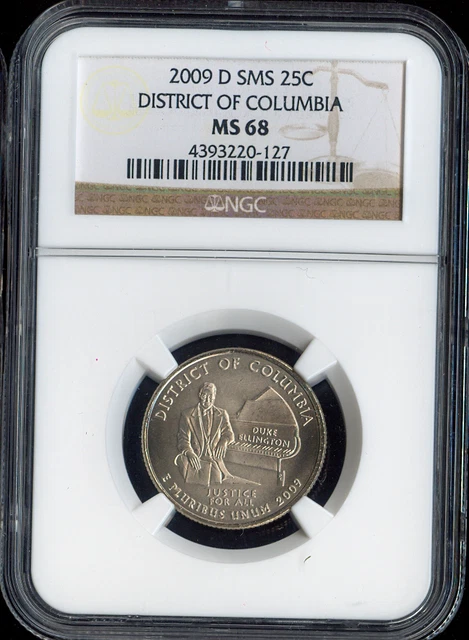 2009 D SMS 25C
DISTRICT OF COLUMBIA
MS 68
4393220-127
NGC
DISTRICT OF COLUMBIA
DUKE
ELLINGTON
JUSTICE
FOR ALL
E PLURIBUS UNUM 2009